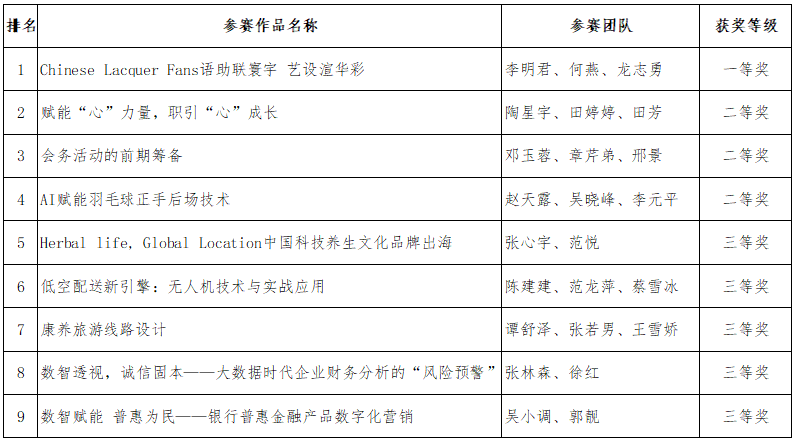 排名 参赛作品名称 参赛团队 获奖等级
1 Chinese Lacquer Fans语助联寰宇 艺设渲华彩 李明君、何燕、龙志勇 一等奖
2 赋能“心”力量，职引“心”成长 陶星宇、田婷婷、田芳 二等奖
3 会务活动的前期筹备 邓玉蓉、章芹弟、邢景 二等奖
4 AI赋能羽毛球正手后场技术 赵天露、吴晓峰、李元平 二等奖
5 Herbal life, Global Location中国科技养生文化品牌出海 张心宇、范悦 三等奖
6 低空配送新引擎：无人机技术与实战应用 陈建建、范龙萍、蔡雪冰 三等奖
7 康养旅游线路设计 谭舒泽、张若男、王雪娇 三等奖
8 数智透视，诚信固本——大数据时代企业财务分析的“风险预警” 张林森、徐红 三等奖
9 数智赋能 普惠为民——银行普惠金融产品数字化营销 吴小调、郭靓 三等奖